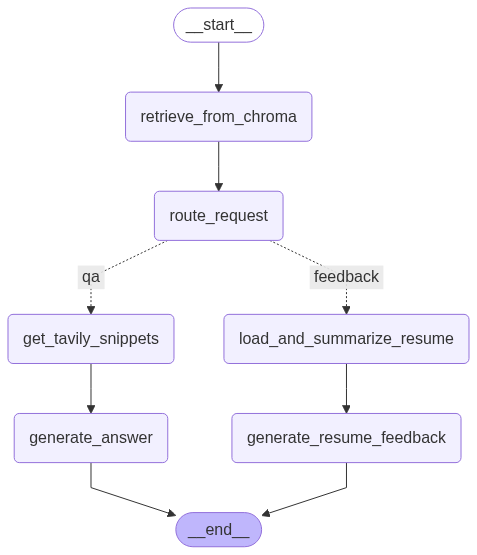 __start__
retrieve_from_chroma
route_request
qa
feedback
get_tavily_snippets
load_and_summarize_resume
generate_answer
generate_resume_feedback
__end__